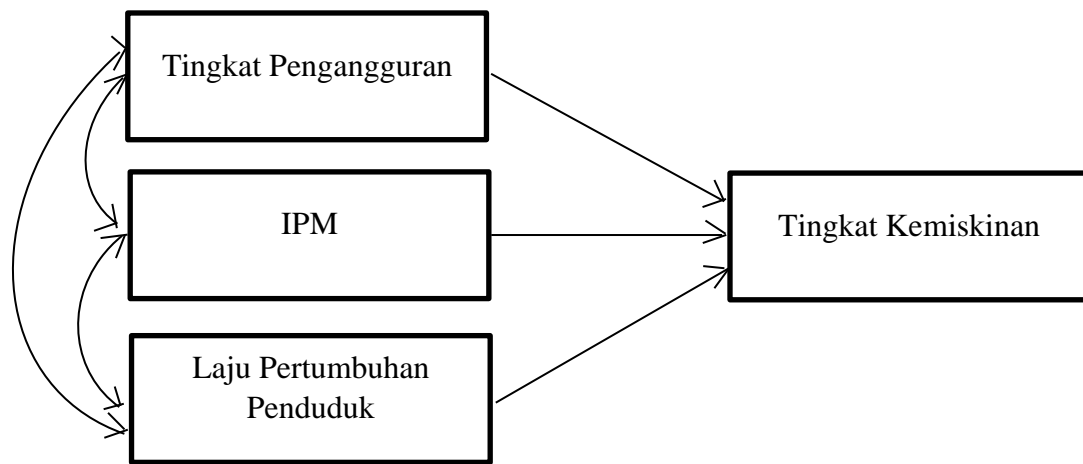 Tingkat Pengangguran
IPM
Laju Pertumbuhan
Penduduk
Tingkat Kemiskinan